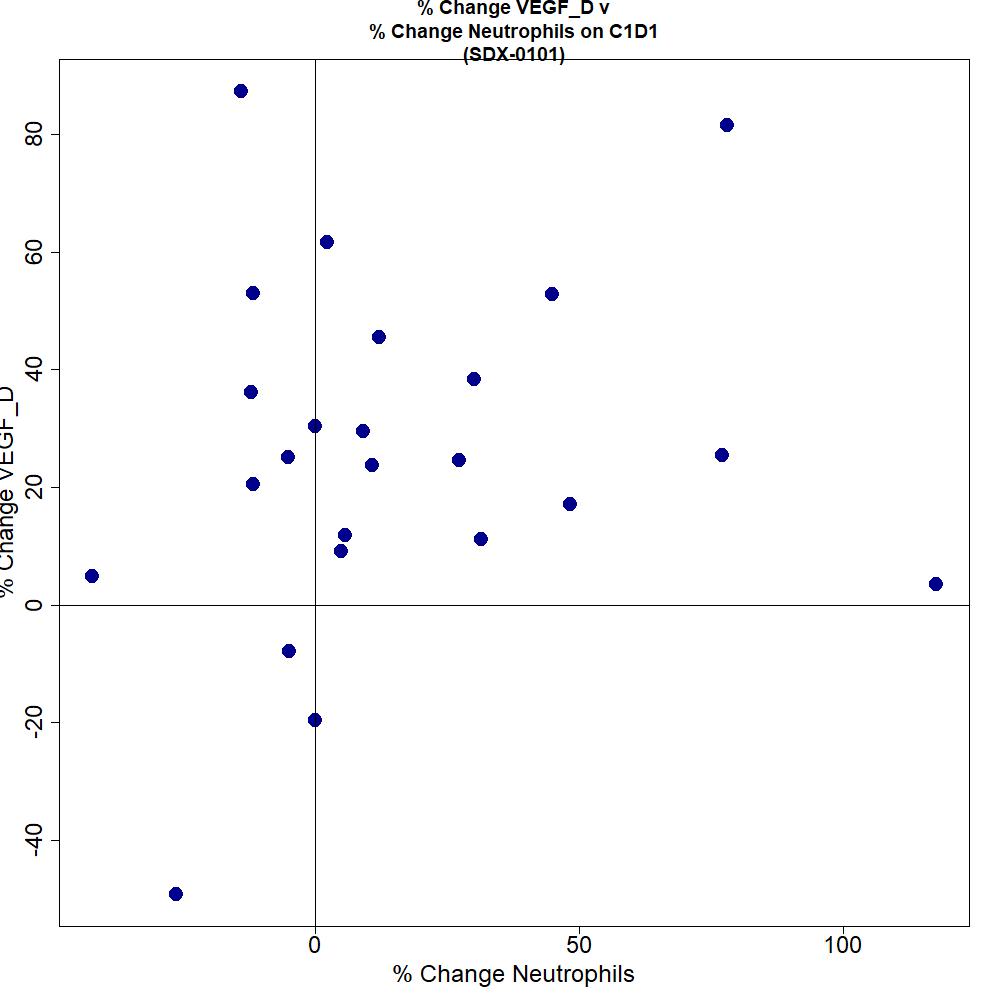 % Change VEGF_D v
% Change Neutrophils on C1D1
(SDX-0101)
% Change VEGF_D
80
60
40
20
0
-20
-40
0
50
100
% Change Neutrophils